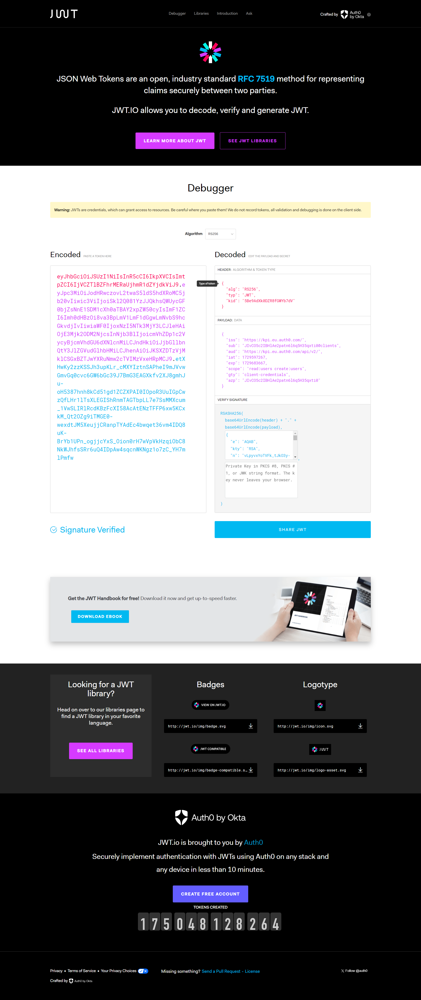 JWT
Debugger Libraries Introduction Ask
Crafted by Auth0 by Okta ?
JSON Web Tokens are an open, industry standard RFC 7519 method for representing
claims securely between two parties.
JWT.IO allows you to decode, verify and generate JWT.
LEARN MORE ABOUT JWT SEE JWT LIBRARIES
Debugger
Warning: JWTs are credentials, which can grant access to resources. Be careful where you paste them! We do not record tokens, all validation and debugging is done on the client side.
Algorithm RS256
Encoded PASTE A TOKEN HERE
eyJhbGciOiJSUzI1NiIsInR5cCI6IkpXVCIsImt
pZCI6IjVCZTlBZFhrMERaUjhmR1dZYjdkViJ9.e
yJpc3MiOiJodHRwczovL2twaS5ldS5hdXRoMC5j
b20vIiwic3ViIjoiSkl2Q081YzJJQkhsQWUycGF
0bjZsNnE1SDM1cXh0aTBAY2xpZW50cyIsImF1ZC
I6Imh0dHBzOi8va3BpLmV1LmF1dGgwLmNvbS9hc
GkvdjIvIiwiaWF0IjoxNzI5NTk3MjY3LCJleHAi
OjE3Mjk2ODM2NjcsInNjb3BlIjoicmVhZDp1c2V
ycyBjcmVhdGU6dXNlcnMiLCJndHkiOiJjbGllbn
QtY3JlZGVudGlhbHMiLCJhenAiOiJKSXZDTzVjM
klCSGxBZTJwYXRuNmw2cTVIMzVxeHRpMCJ9.etX
HwKy2zzKSSJh3upKLr_cMXYIztnSAPheI9mJVvw
GmvGq0cvc6GW6bGc39J7BmG3EAGXkfv2XJ8gmhJ
u-
oH5387hnh8kCd51gd1ZCZXPAI0IOpoR3UuIGpCw
zQfLHr1lTsXLEGIShRnmTAGTbpLL7e7SsMMXcum
_1VwSLIRlRcdKBzFcXI58AcAtENzTFFP6xw5KCx
kM_Qt2OZg9iTMGE0-
wexdtJM5XeujjCRanpTYAdEc4bwqet36vm4IDQ8
uK-
BrYb1UPn_ogjjcYxS_Oion0rH7wVpVkHzqiObC8
NkWJhfsSRr6uQ4IDpAw4sqcnWKNgz1o7zC_YH7m
lPmfw
Decoded EDIT THE PAYLOAD AND SECRET
HEADER: ALGORITHM & TOKEN TYPE
Type of token
{
"alg": "RS256",
"typ": "JWT",
"kid": "5Be9AdXk0DZR8fGWYb7dV"
}
PAYLOAD: DATA
{
"iss": "https://kpi.eu.auth0.com/",
"sub": "JIvCO5c2IBHlAe2patn6l6q5H35qxti0@clients",
"aud": "https://kpi.eu.auth0.com/api/v2/",
"iat": 1729597267,
"exp": 1729683667,
"scope": "read:users create:users",
"gty": "client-credentials",
"azp": "JIvCO5c2IBHlAe2patn6l6q5H35qxti0"
}
VERIFY SIGNATURE
RSASHA256(
base64UrlEncode(header) + "." +
base64UrlEncode(payload),
{
"e": "AQAB",
"kty": "RSA",
"n": "vLpyvxYoTVFk_tJkO3y-
,
Private Key in PKCS #8, PKCS #
1, or JWK string format. The k
ey never leaves your browser.
)
Signature Verified
SHARE JWT
Get the JWT Handbook for free! Download it now and get up-to-speed faster.
DOWNLOAD EBOOK
JWT HANDBOOK
Looking for a JWT
library?
Head on over to our libraries page to
find a JWT library in your favorite
language.
SEE ALL LIBRARIES
Badges
VIEW ON JWT.IO
http://jwt.io/img/badge.svg
JWT COMPATIBLE
http://jwt.io/img/badge-compatible.s…
Logotype
http://jwt.io/img/icon.svg
JWT
http://jwt.io/img/logo-asset.svg
Auth0 by Okta
JWT.io is brought to you by Auth0
Securely implement authentication with JWTs using Auth0 on any stack and
any device in less than 10 minutes.
CREATE FREE ACCOUNT
TOKENS CREATED
175 048 128 264
Privacy • Terms of Service • Your Privacy Choices
Missing something? Send a Pull Request - License
Follow @auth0
Crafted by Auth0 by Okta